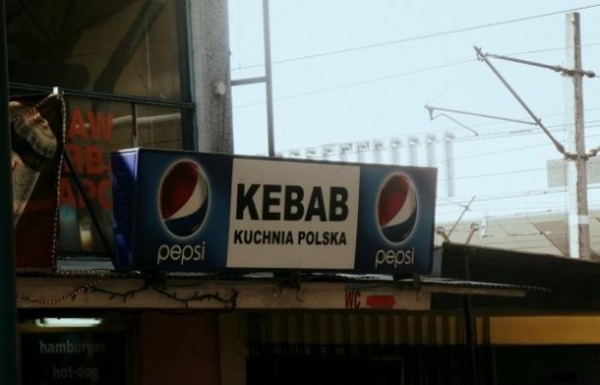 KEBAB
KUCHNIA POLSKA
pepsi
pepsi
WC
hamburger
hot-dog